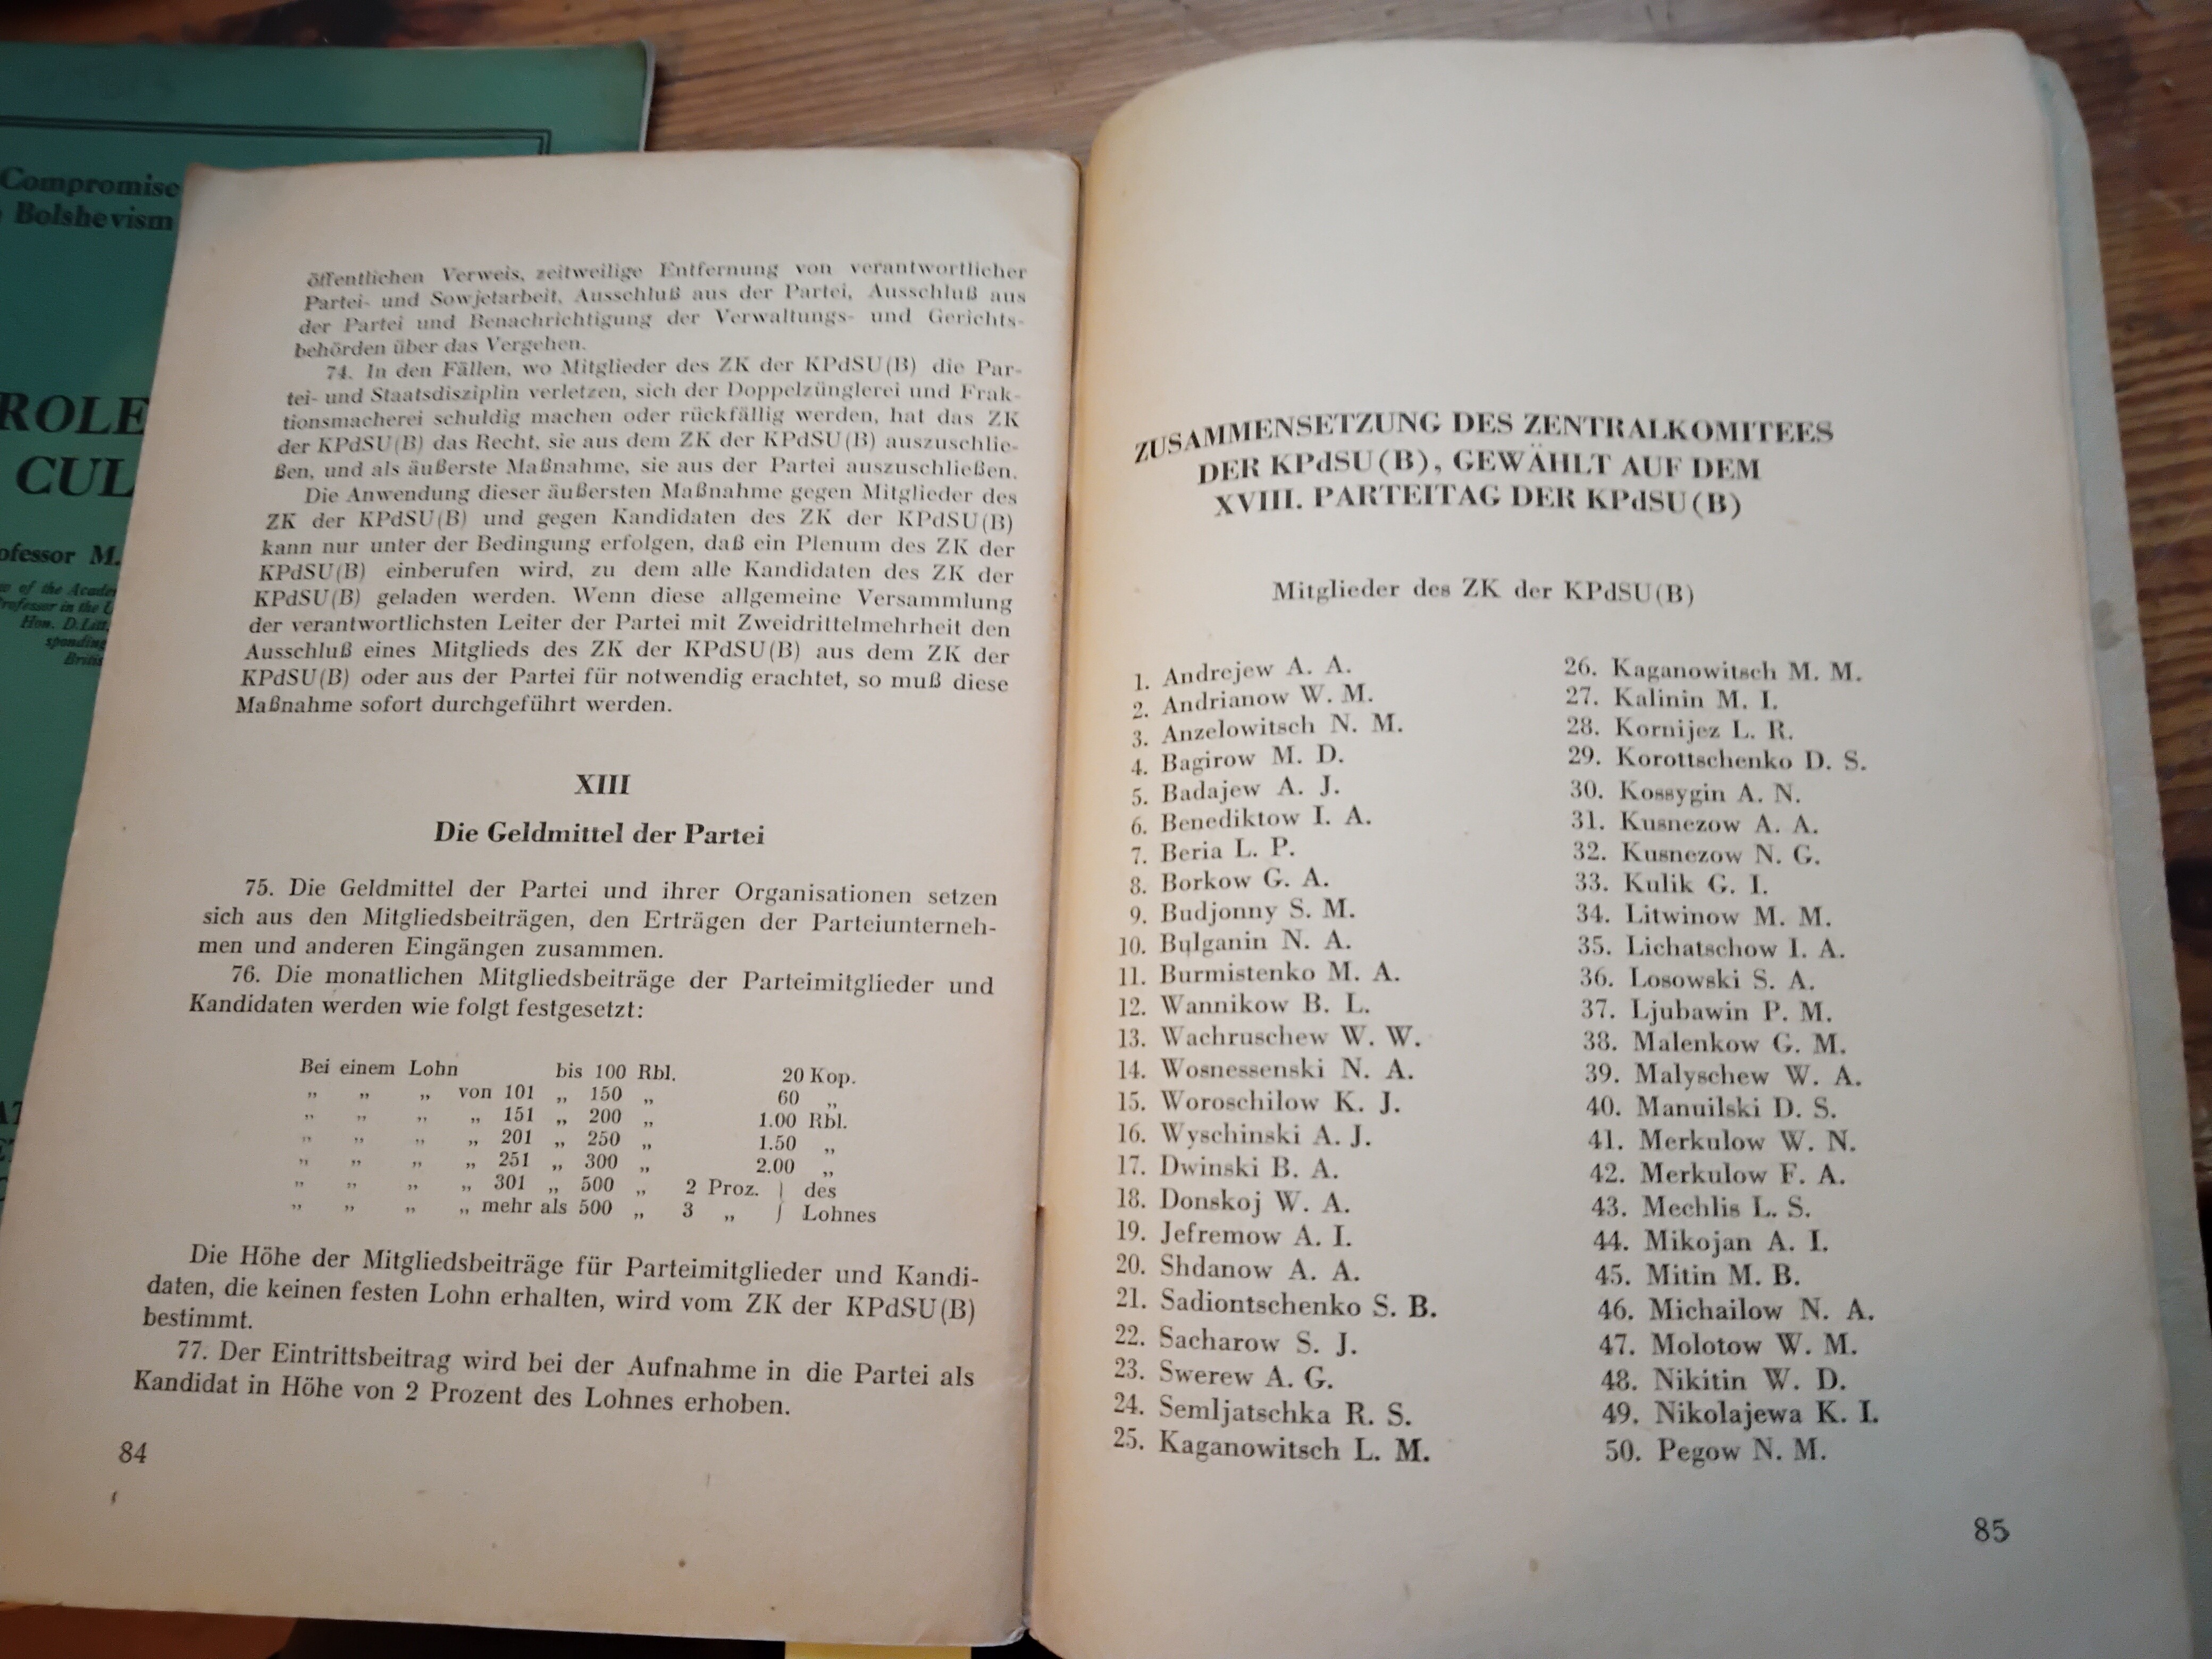 Compromise
Bolshevism
ROLE
CUL
ofessor M.
of the Acade
rofessor in the U
Hon. D.Litt.
sponding
Britis
öffentlichen Verweis, zeitweilige Entfernung von verantwortlicher
Partei- und Sowjetarbeit, Ausschluß aus der Partei, Ausschluß aus
der Partei und Benachrichtigung der Verwaltungs- und Gerichts-
behörden über das Vergehen.
74. In den Fällen, wo Mitglieder des ZK der KPdSU(B) die Par-
tei- und Staatsdisziplin verletzen, sich der Doppelzünglerei und Frak-
tionsmacherei schuldig machen oder rückfällig werden, hat das ZK
der KPdSU(B) das Recht, sie aus dem ZK der KPdSU(B) auszuschlie-
ßen, und als äußerste Maßnahme, sie aus der Partei auszuschließen.
Die Anwendung dieser äußersten Maßnahme gegen Mitglieder des
ZK der KPdSU(B) und gegen Kandidaten des ZK der KPdSU(B)
kann nur unter der Bedingung erfolgen, daß ein Plenum des ZK der
KPdSU(B) einberufen wird, zu dem alle Kandidaten des ZK der
KPdSU(B) geladen werden. Wenn diese allgemeine Versammlung
der verantwortlichsten Leiter der Partei mit Zweidrittelmehrheit den
Ausschluß eines Mitglieds des ZK der KPdSU(B) aus dem ZK der
KPdSU(B) oder aus der Partei für notwendig erachtet, so muß diese
Maßnahme sofort durchgeführt werden.
XIII
Die Geldmittel der Partei
75. Die Geldmittel der Partei und ihrer Organisationen setzen
sich aus den Mitgliedsbeiträgen, den Erträgen der Parteiunterneh-
men und anderen Eingängen zusammen.
76. Die monatlichen Mitgliedsbeiträge der Parteimitglieder und
Kandidaten werden wie folgt festgesetzt:
Bei einem Lohn bis 100 Rbl. 20 Kop.
„ „ „ von 101 „ 150 „ 60 „
„ „ „ „ 151 „ 200 „ 1.00 Rbl.
„ „ „ „ 201 „ 250 „ 1.50 „
„ „ „ „ 251 „ 300 „ 2.00 „
„ „ „ „ 301 „ 500 „ 2 Proz. } des
„ „ „ „ mehr als 500 „ 3 „ } Lohnes
Die Höhe der Mitgliedsbeiträge für Parteimitglieder und Kandi-
daten, die keinen festen Lohn erhalten, wird vom ZK der KPdSU(B)
bestimmt.
77. Der Eintrittsbeitrag wird bei der Aufnahme in die Partei als
Kandidat in Höhe von 2 Prozent des Lohnes erhoben.
84
ZUSAMMENSETZUNG DES ZENTRALKOMITEES
DER KPdSU(B), GEWÄHLT AUF DEM
XVIII. PARTEITAG DER KPdSU(B)
Mitglieder des ZK der KPdSU(B)
1. Andrejew A. A.
2. Andrianow W. M.
3. Anzelowitsch N. M.
4. Bagirow M. D.
5. Badajew A. J.
6. Benediktow I. A.
7. Beria L. P.
8. Borkow G. A.
9. Budjonny S. M.
10. Bulganin N. A.
11. Burmistenko M. A.
12. Wannikow B. L.
13. Wachruschew W. W.
14. Wosnessenski N. A.
15. Woroschilow K. J.
16. Wyschinski A. J.
17. Dwinski B. A.
18. Donskoj W. A.
19. Jefremow A. I.
20. Shdanow A. A.
21. Sadiontschenko S. B.
22. Sacharow S. J.
23. Swerew A. G.
24. Semljatschka R. S.
25. Kaganowitsch L. M.
26. Kaganowitsch M. M.
27. Kalinin M. I.
28. Kornijez L. R.
29. Korottschenko D. S.
30. Kossygin A. N.
31. Kusnezow A. A.
32. Kusnezow N. G.
33. Kulik G. I.
34. Litwinow M. M.
35. Lichatschow I. A.
36. Losowski S. A.
37. Ljubawin P. M.
38. Malenkow G. M.
39. Malyschew W. A.
40. Manuilski D. S.
41. Merkulow W. N.
42. Merkulow F. A.
43. Mechlis L. S.
44. Mikojan A. I.
45. Mitin M. B.
46. Michailow N. A.
47. Molotow W. M.
48. Nikitin W. D.
49. Nikolajewa K. I.
50. Pegow N. M.
85